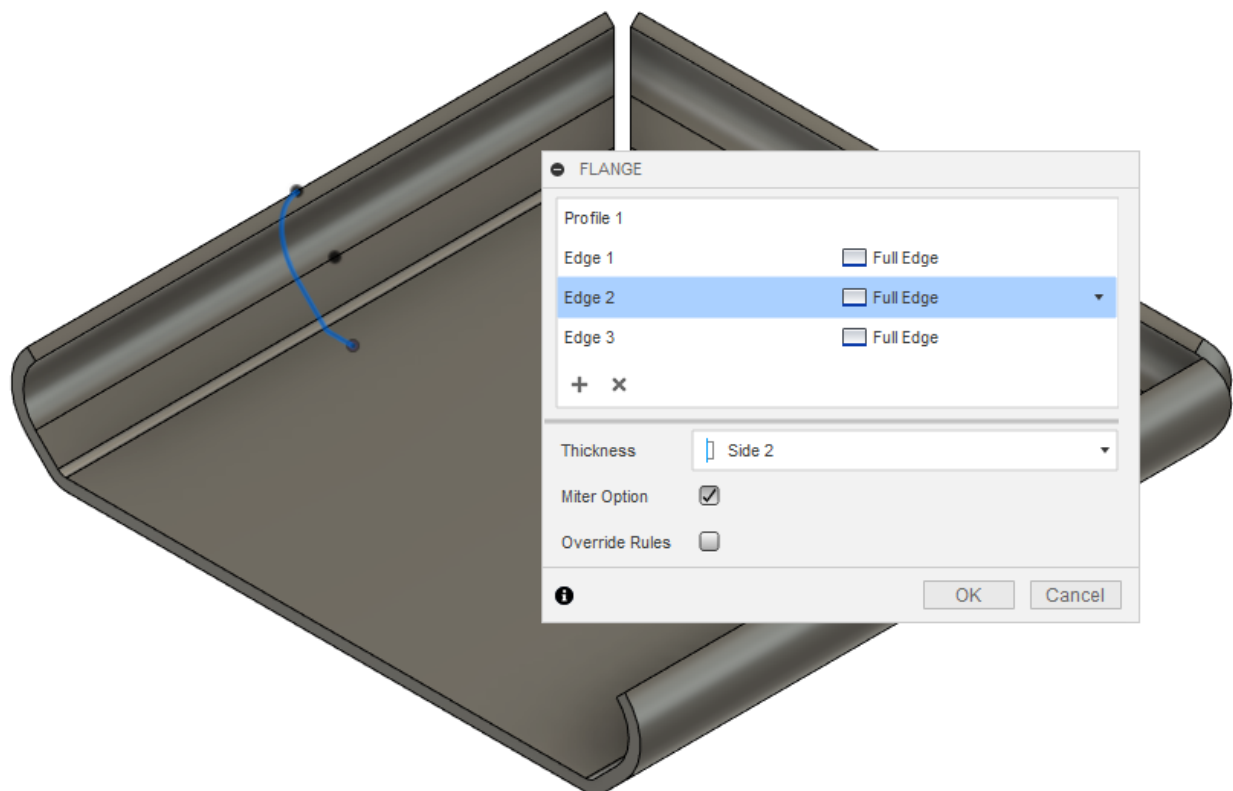 FLANGE
Profile 1
Edge 1 Full Edge
Edge 2 Full Edge
Edge 3 Full Edge
Thickness Side 2
Miter Option
Override Rules
OK Cancel